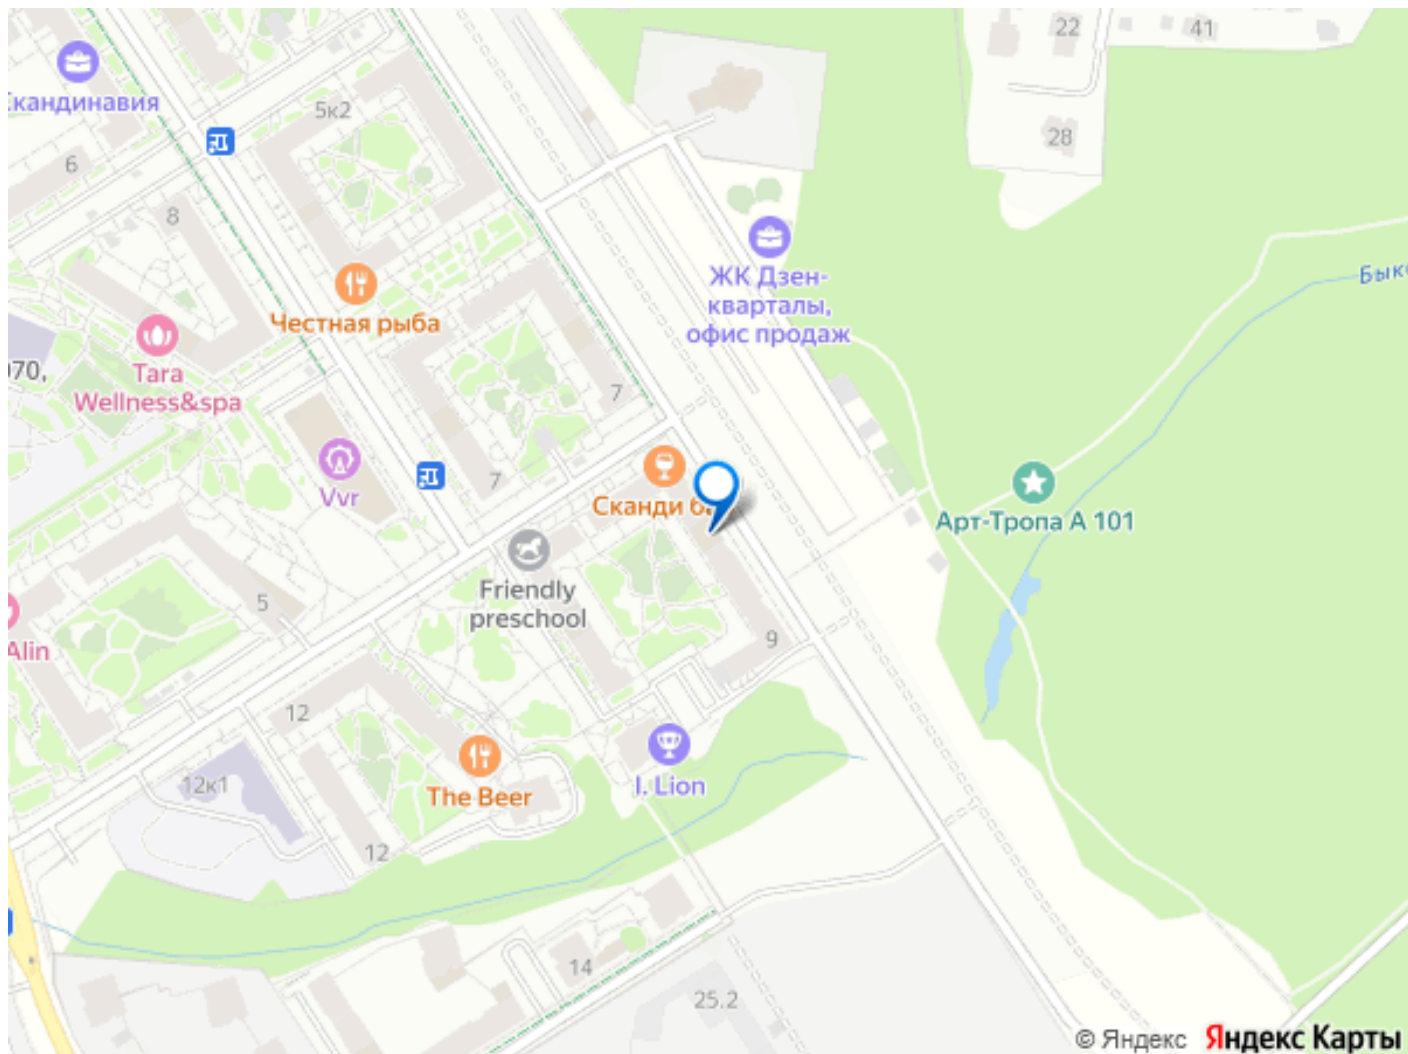 22
41
кандинавия
5к2
28
6
8
ЖК Дзен-
кварталы,
офис продаж
Честная рыба
070,
Tara
Wellness&spa
7
7
Vvr
Сканди б
Арт-Тропа А 101
Friendly
preschool
5
Alin
9
12
12к1
I. Lion
The Beer
12
14
25.2
© Яндекс Яндекс Карты